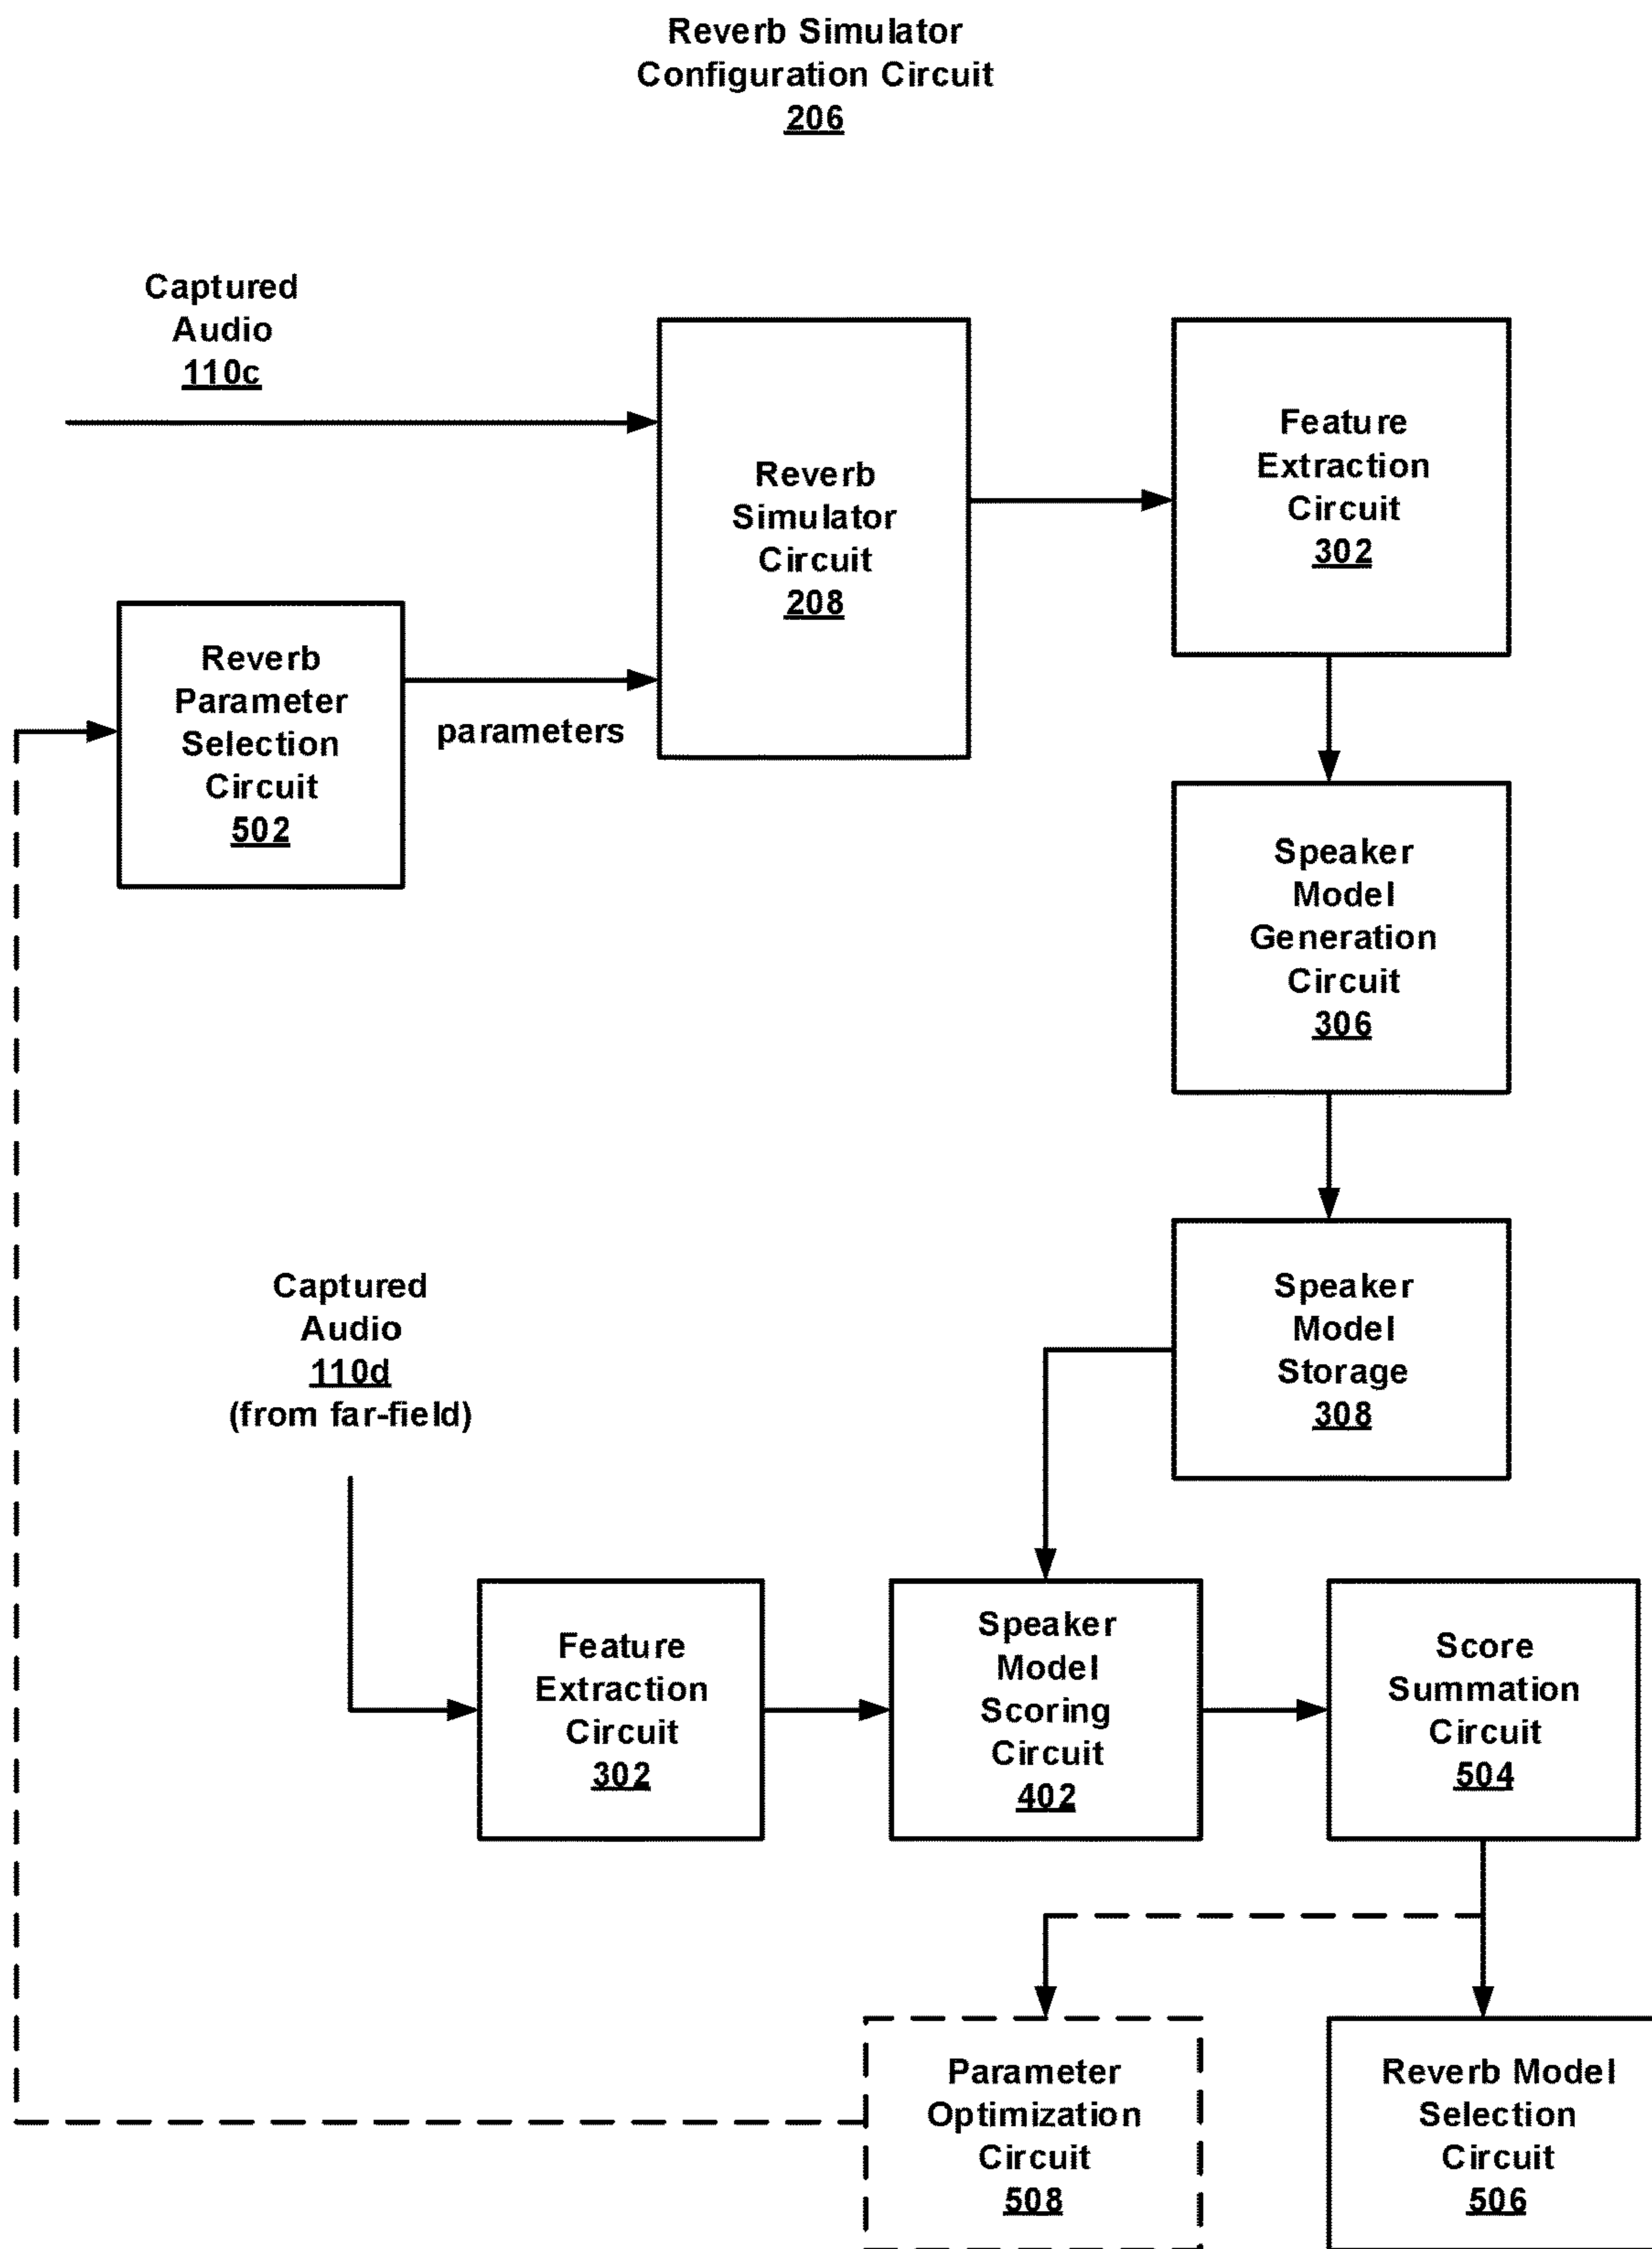 Reverb Simulator
Configuration Circuit
206
Captured
Audio
110c
Reverb
Simulator
Circuit
208
Feature
Extraction
Circuit
302
Reverb
Parameter
Selection
Circuit
502
parameters
Speaker
Model
Generation
Circuit
306
Captured
Audio
110d
(from far-field)
Speaker
Model
Storage
308
Feature
Extraction
Circuit
302
Speaker
Model
Scoring
Circuit
402
Score
Summation
Circuit
504
Parameter
Optimization
Circuit
508
Reverb Model
Selection
Circuit
506